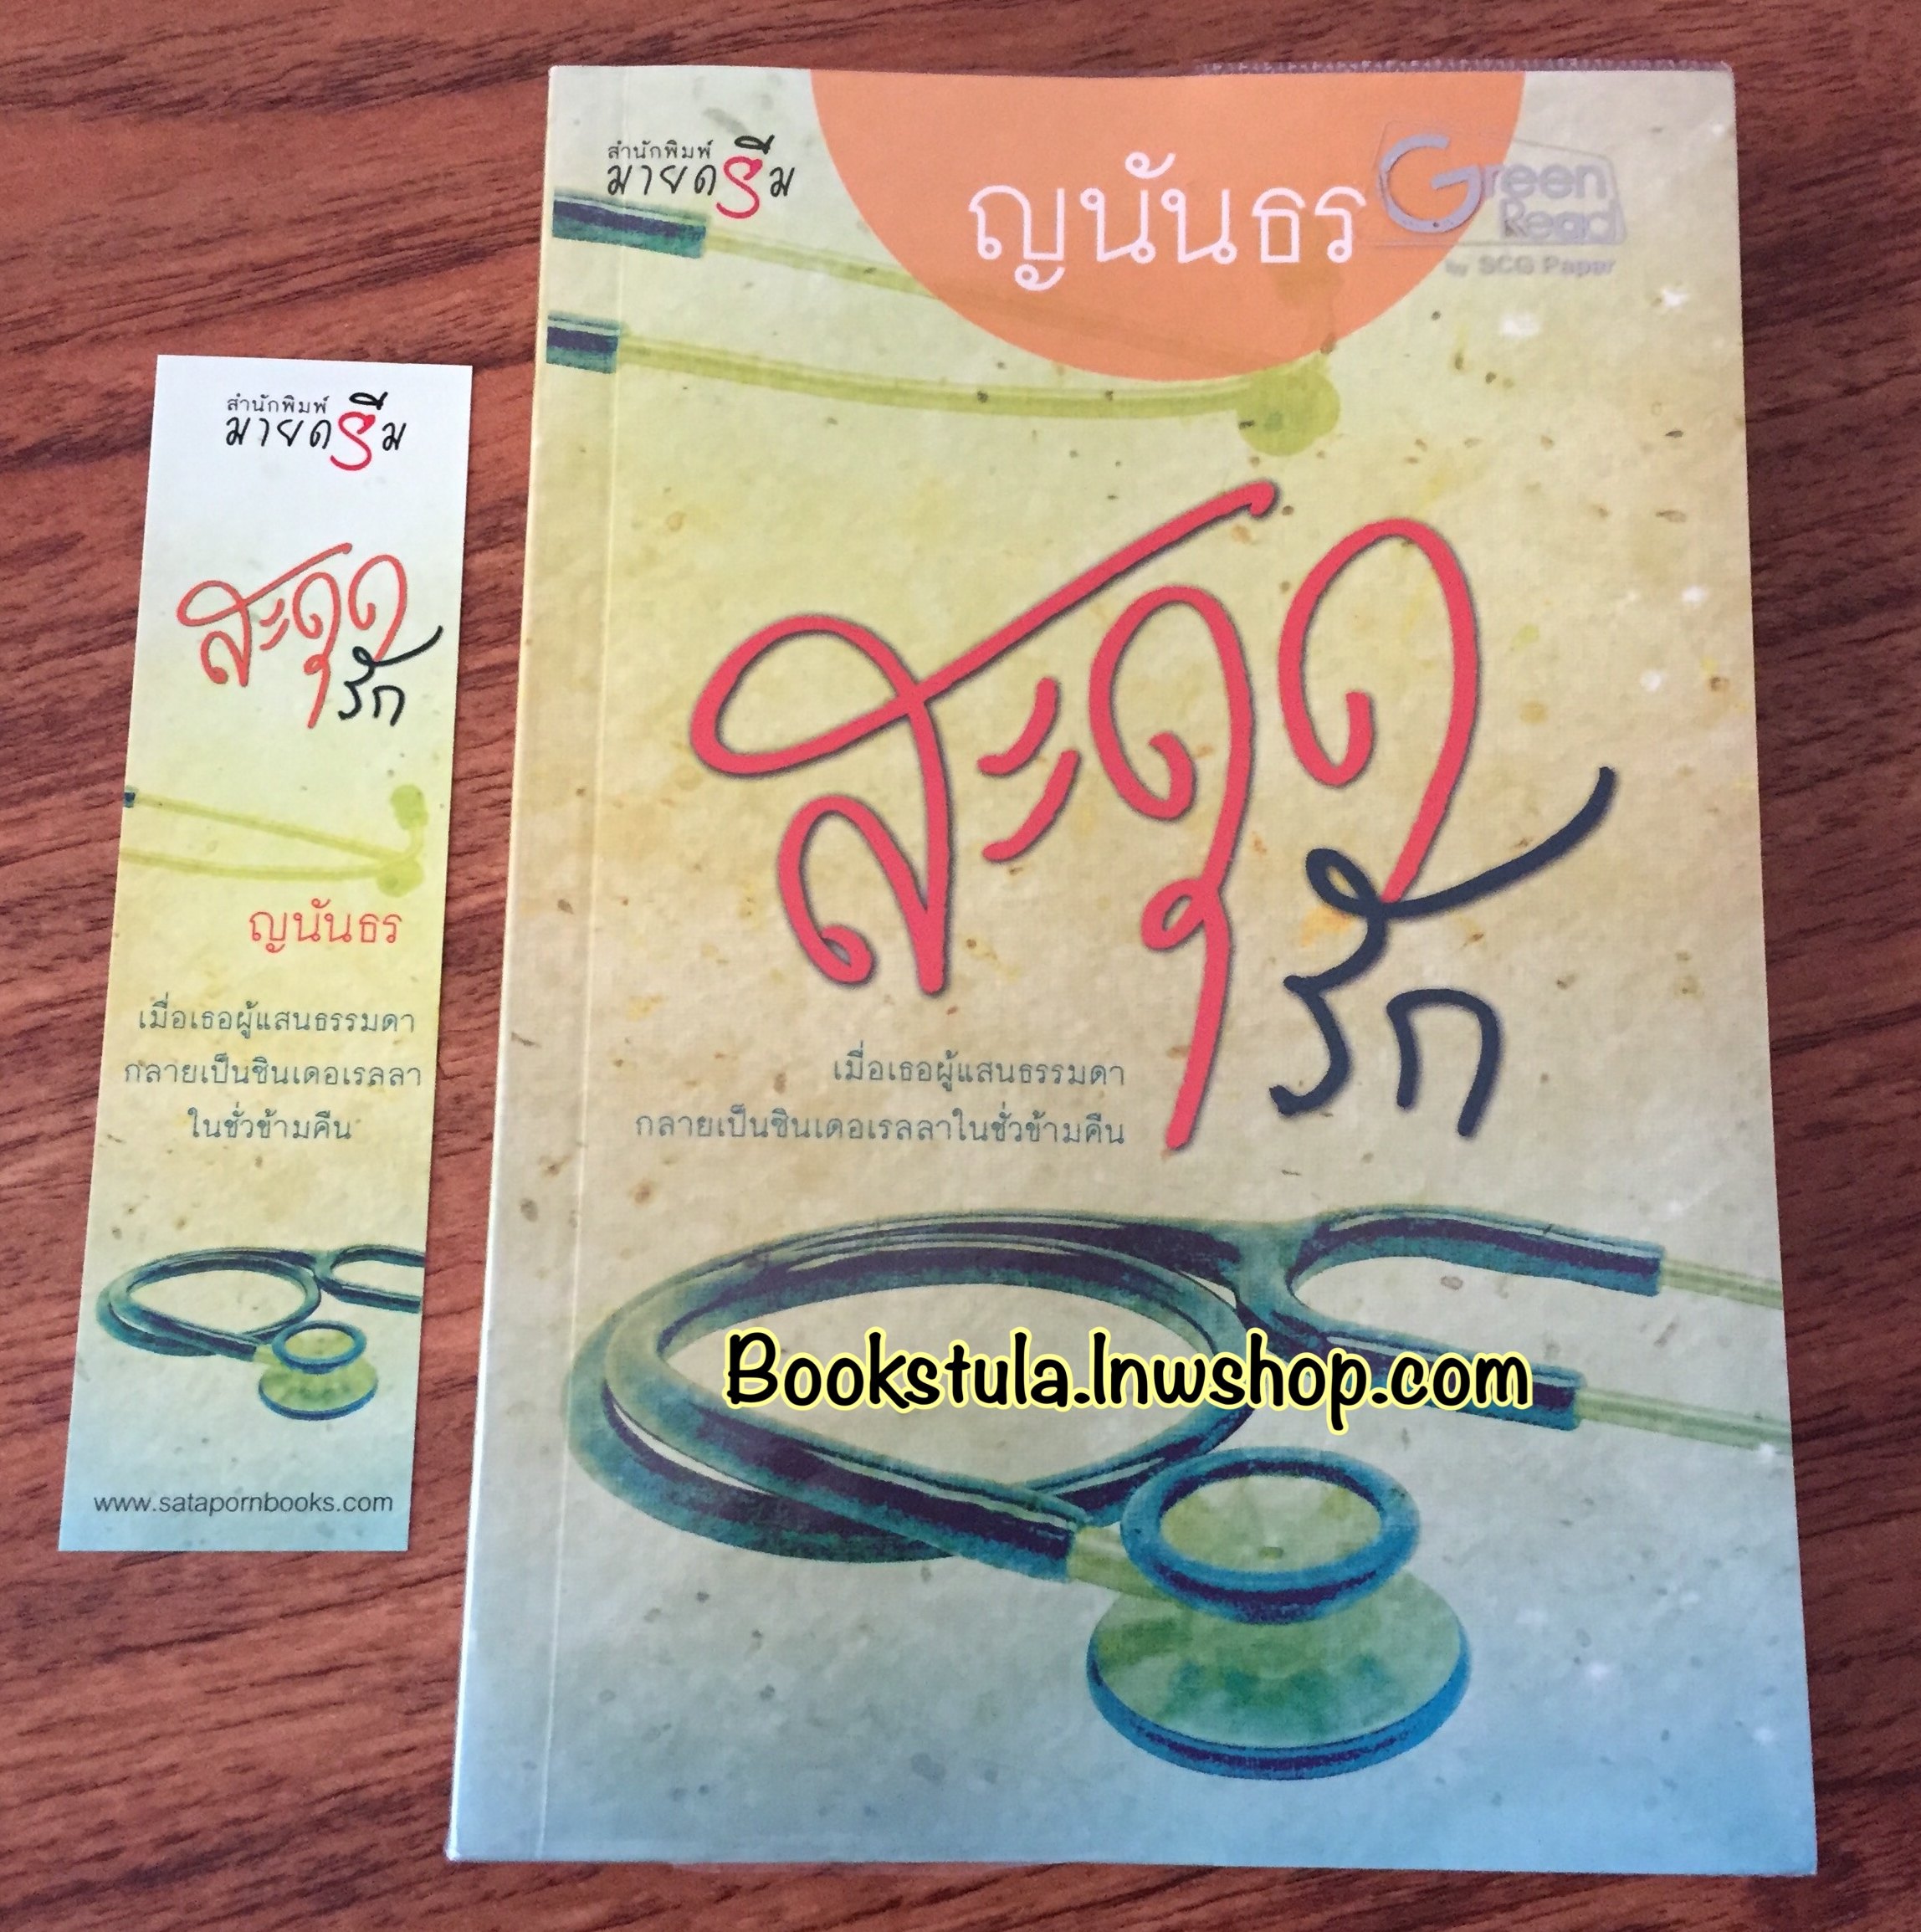 สำนักพิมพ์
มายดรีม
สะดุด
รัก
ญนันธร
เมื่อเธอผู้แสนธรรมดา
กลายเป็นซินเดอเรลลา
ในชั่วข้ามคืน
www.satapornbooks.com
สำนักพิมพ์
มายดรีม
ญนันธร
Green
Read
by SCG Paper
สะดุด
รัก
เมื่อเธอผู้แสนธรรมดา
กลายเป็นซินเดอเรลลาในชั่วข้ามคืน
Bookstula.lnwshop.com